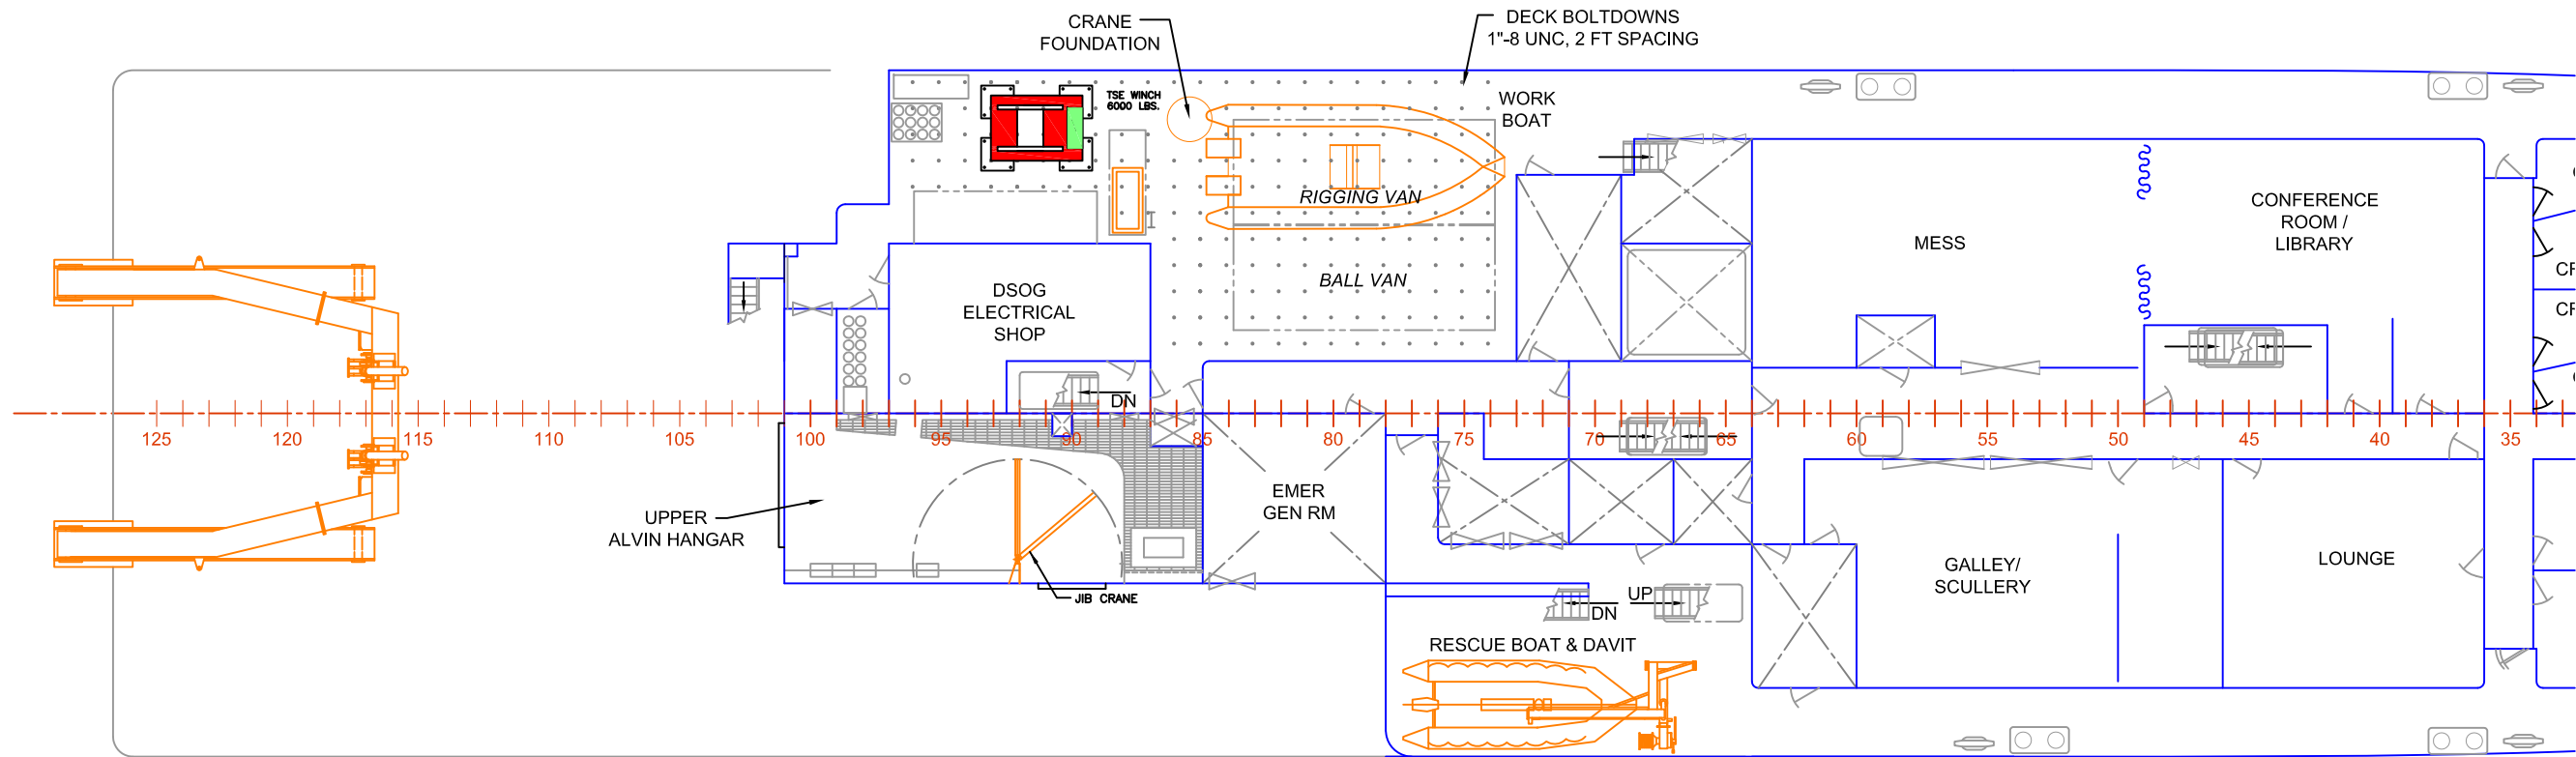 CRANE
FOUNDATION
DECK BOLTDOWNS
1"-8 UNC, 2 FT SPACING
TSE WINCH
6000 LBS.
WORK
BOAT
RIGGING VAN
BALL VAN
MESS
CONFERENCE
ROOM /
LIBRARY
DSOG
ELECTRICAL
SHOP
DN
125
120
115
110
105
100
95
90
85
80
75
70
65
60
55
50
45
40
35
UPPER
ALVIN HANGAR
EMER
GEN RM
JIB CRANE
GALLEY/
SCULLERY
LOUNGE
UP
DN
RESCUE BOAT & DAVIT